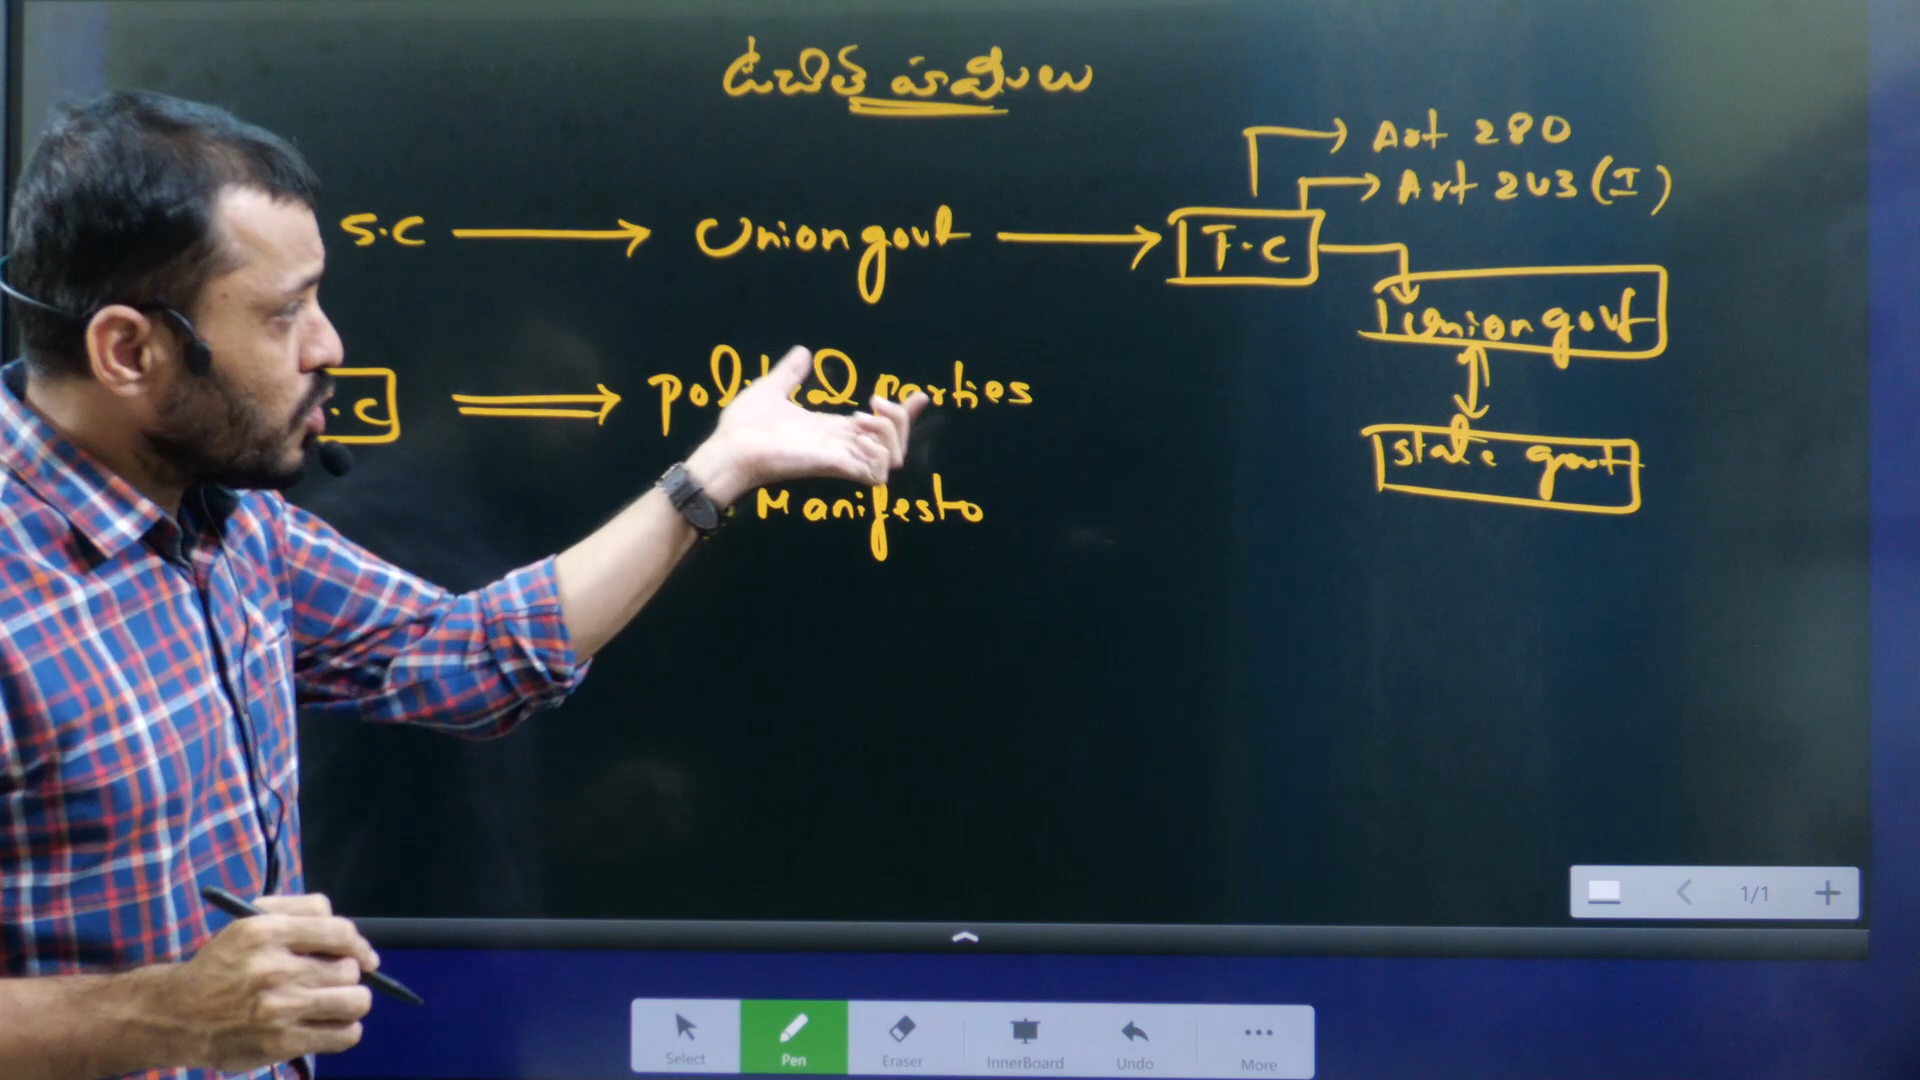 ఉచిత హామీలు
Art 280
Art 243 (I)
S.C → Union govt → F.C
Union govt
.C ⇒ political parties
state govt
Manifesto
1/1
Select Pen Eraser InnerBoard Undo More